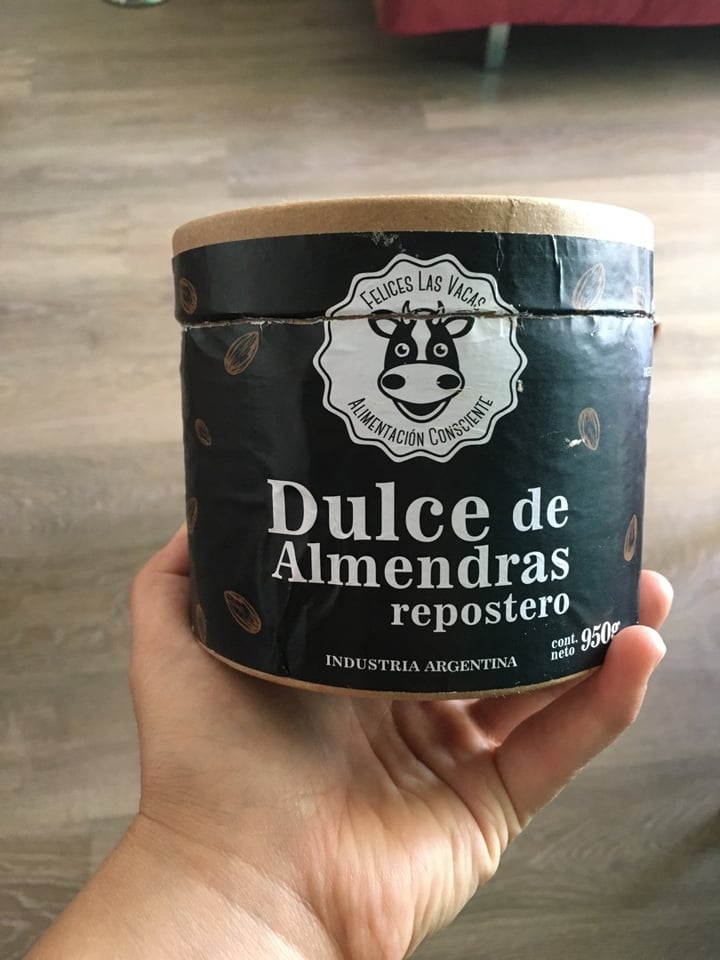 FELICES LAS VACAS
ALIMENTACIÓN CONSCIENTE
Dulce de
Almendras
repostero
cont.
neto 950g
INDUSTRIA ARGENTINA